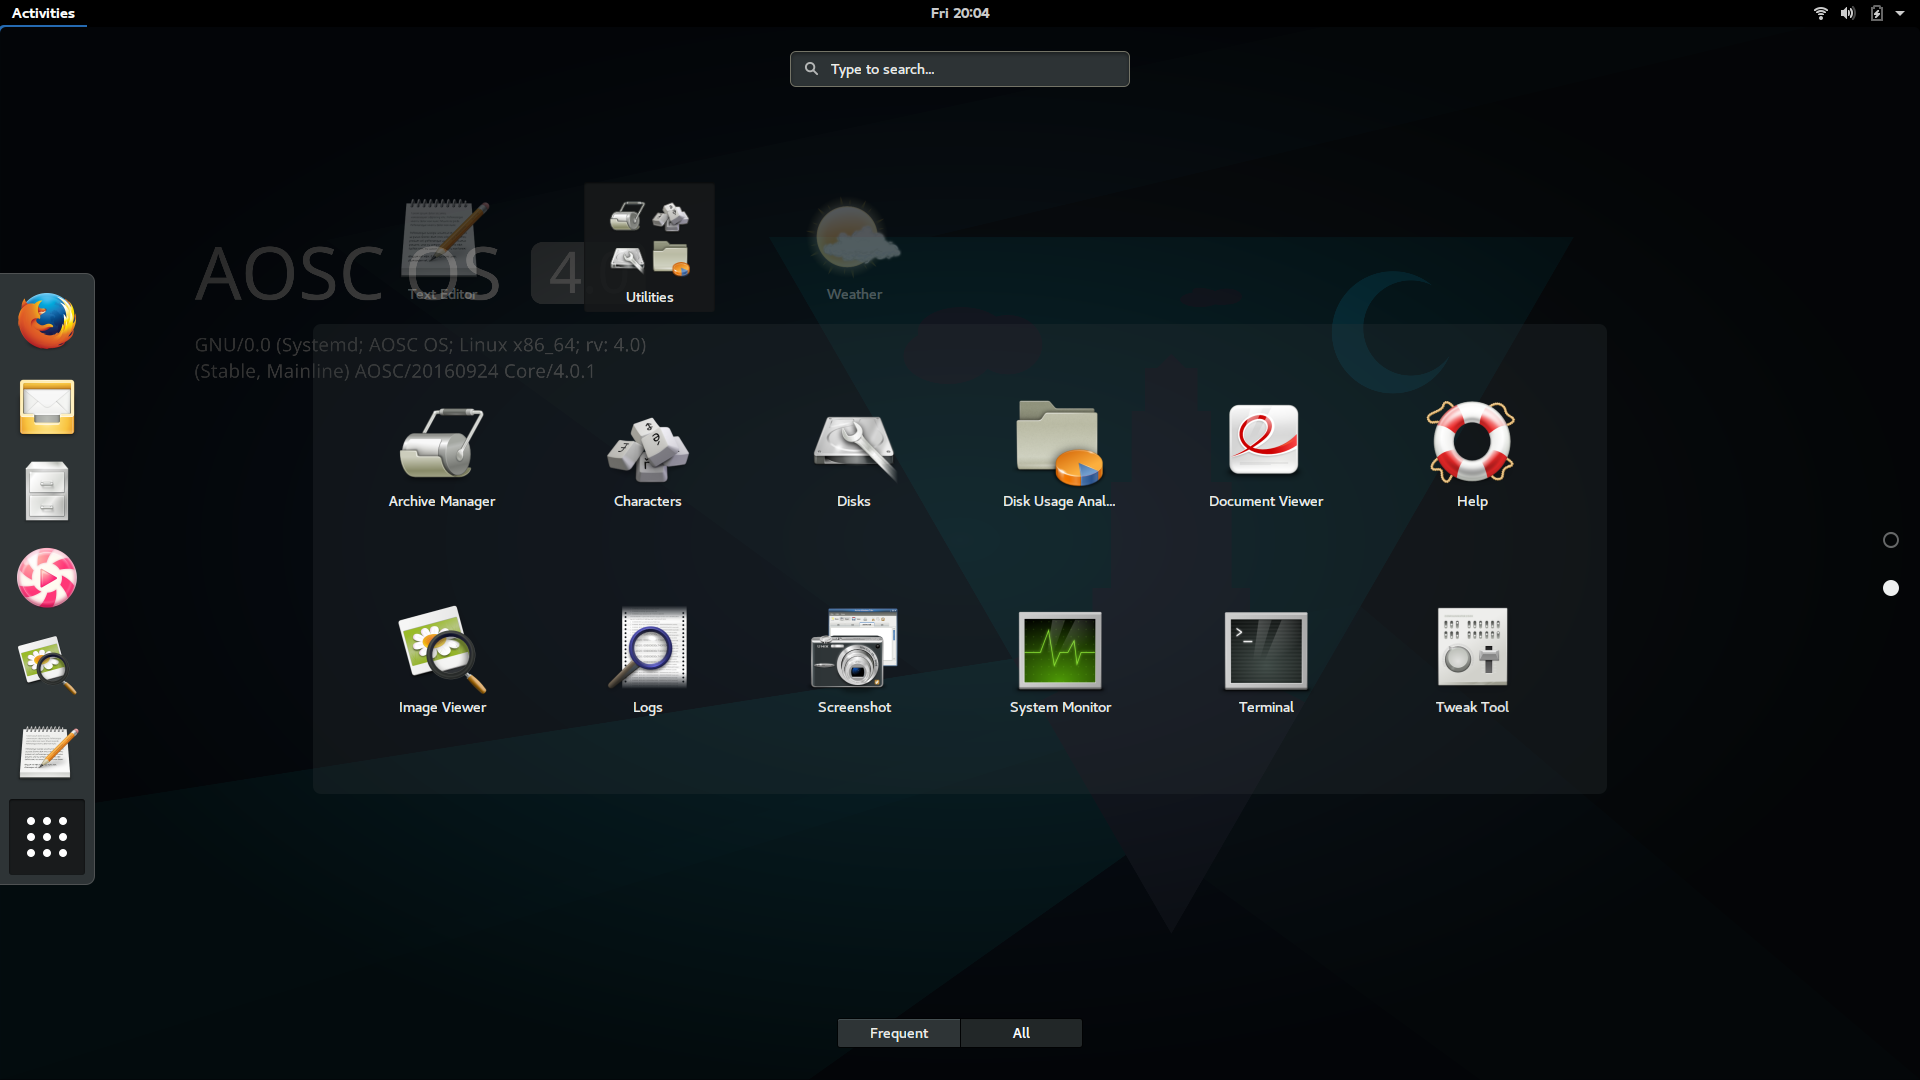 Activities
Fri 20:04
Type to search...
AOSC OS 4.0
Text Editor
Utilities
Weather
GNU/0.0 (Systemd; AOSC OS; Linux x86_64; rv: 4.0)
(Stable, Mainline) AOSC/20160924 Core/4.0.1
Archive Manager
Characters
Disks
Disk Usage Anal...
Document Viewer
Help
Image Viewer
Logs
Screenshot
System Monitor
Terminal
Tweak Tool
Frequent
All